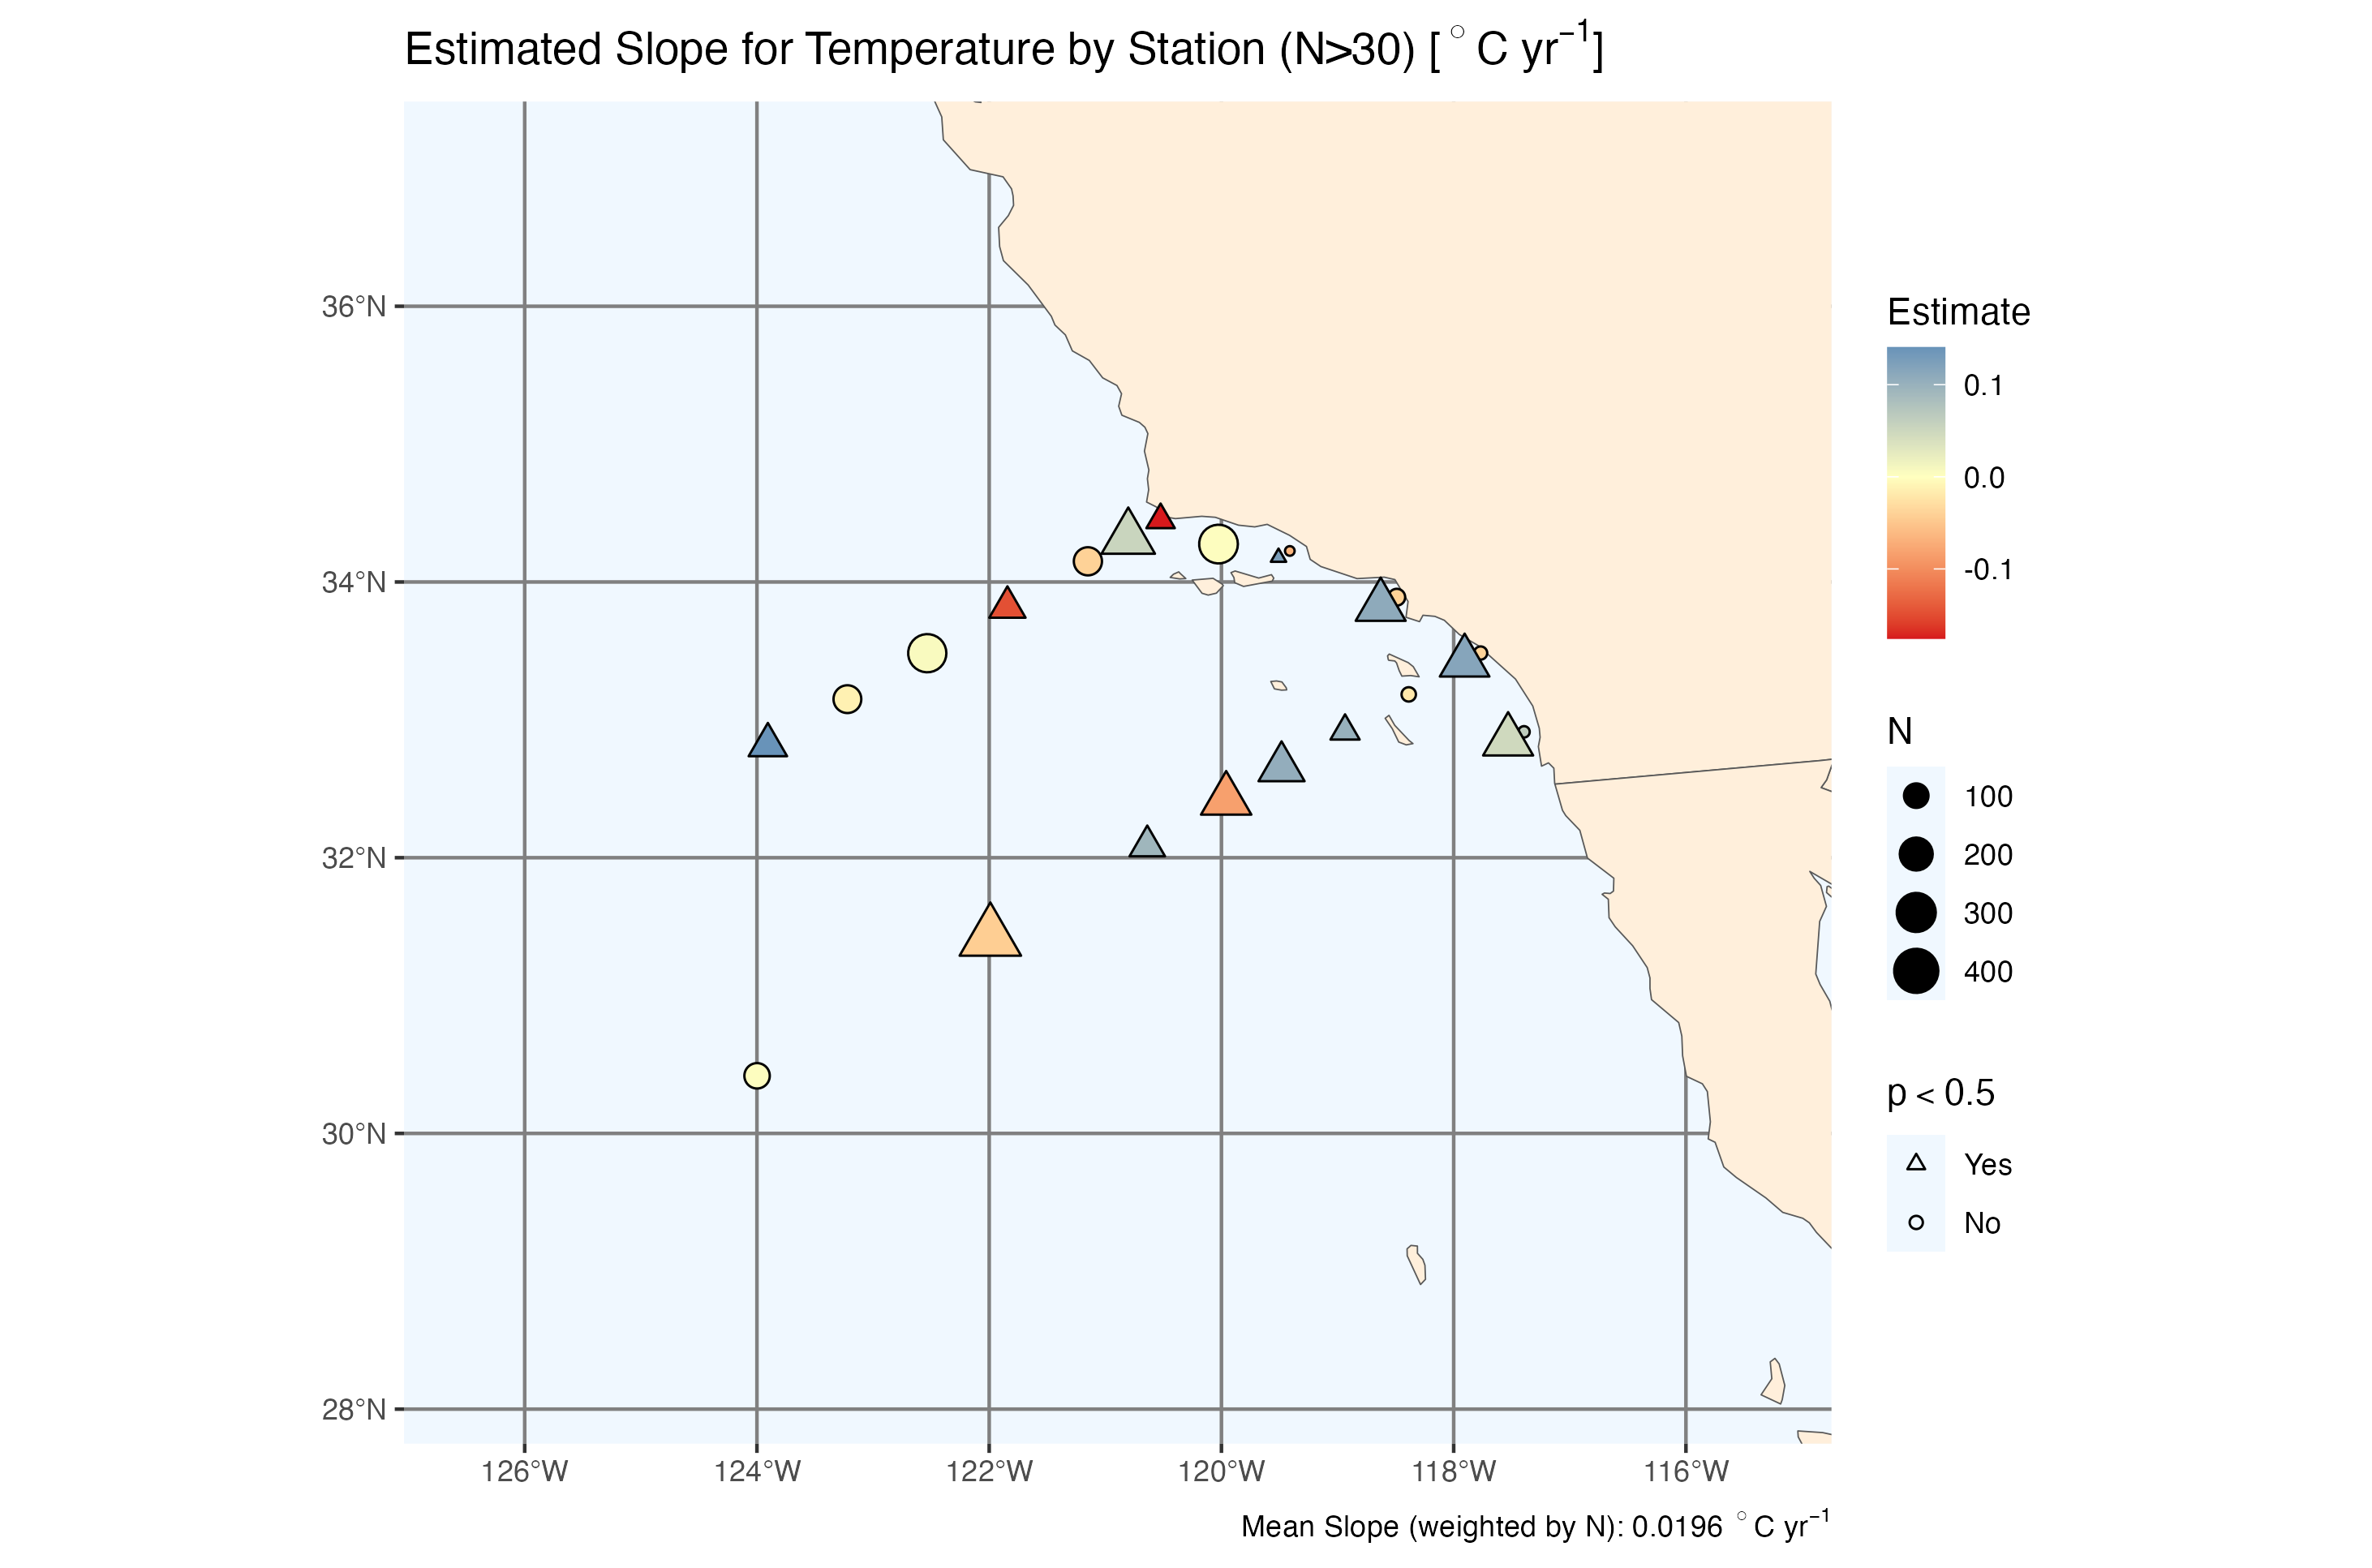 Estimated Slope for Temperature by Station (N>30) [°C yr⁻¹]
36°N
34°N
32°N
30°N
28°N
126°W 124°W 122°W 120°W 118°W 116°W
Mean Slope (weighted by N): 0.0196 °C yr⁻¹
Estimate
0.1
0.0
-0.1
N
100
200
300
400
p < 0.5
Yes
No